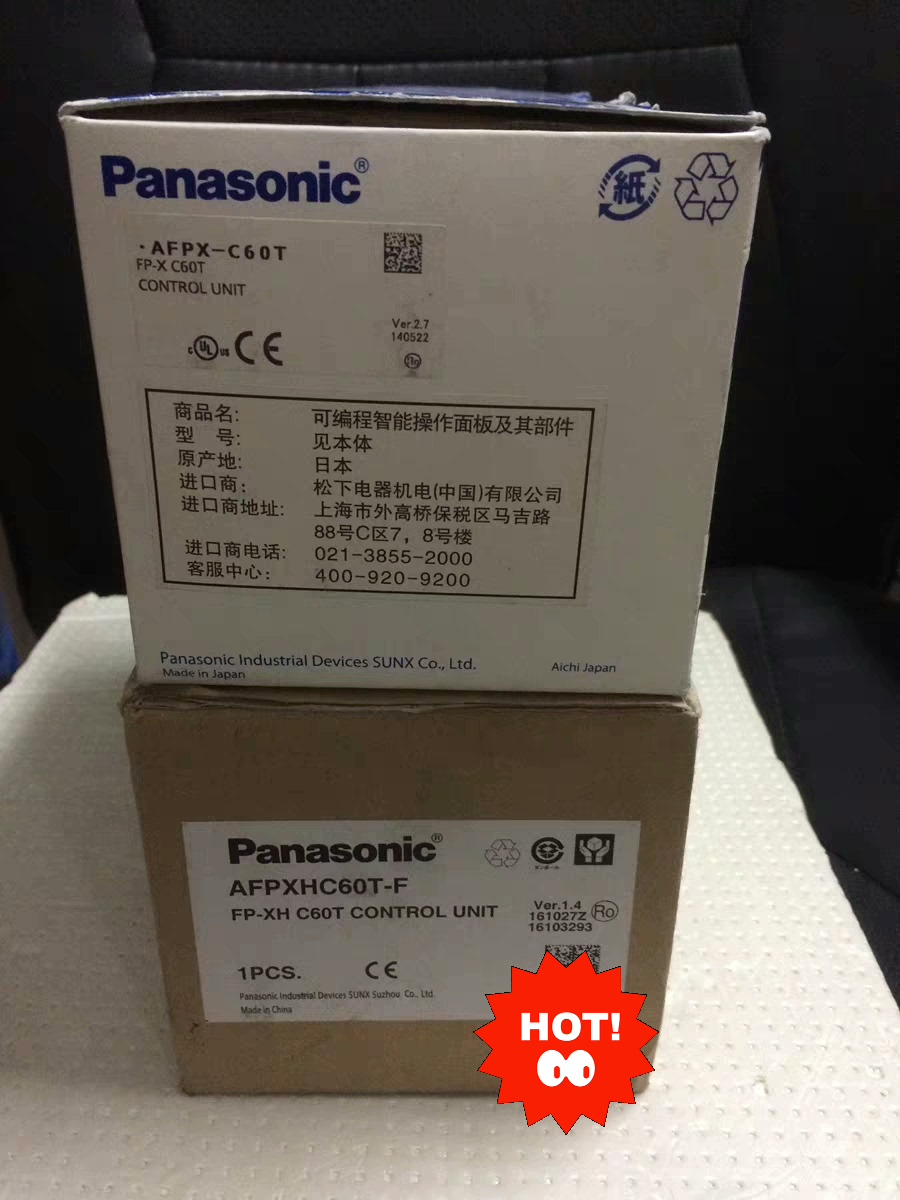 Panasonic®
紙
·AFPX-C60T
FP-X C60T
CONTROL UNIT
Ver.2.7
140522
c UL us CE
商品名: 可编程智能操作面板及其部件
型 号: 见本体
原产地: 日本
进口商: 松下电器机电(中国)有限公司
进口商地址: 上海市外高桥保税区马吉路
88号C区7，8号楼
进口商电话: 021-3855-2000
客服中心: 400-920-9200
Panasonic Industrial Devices SUNX Co., Ltd.
Made in Japan
Aichi Japan
Panasonic®
AFPXHC60T-F
FP-XH C60T CONTROL UNIT
Ver.1.4
161027Z
16103293
Ro
1PCS. CE
Panasonic Industrial Devices SUNX Suzhou Co., Ltd.
Made in China
HOT!